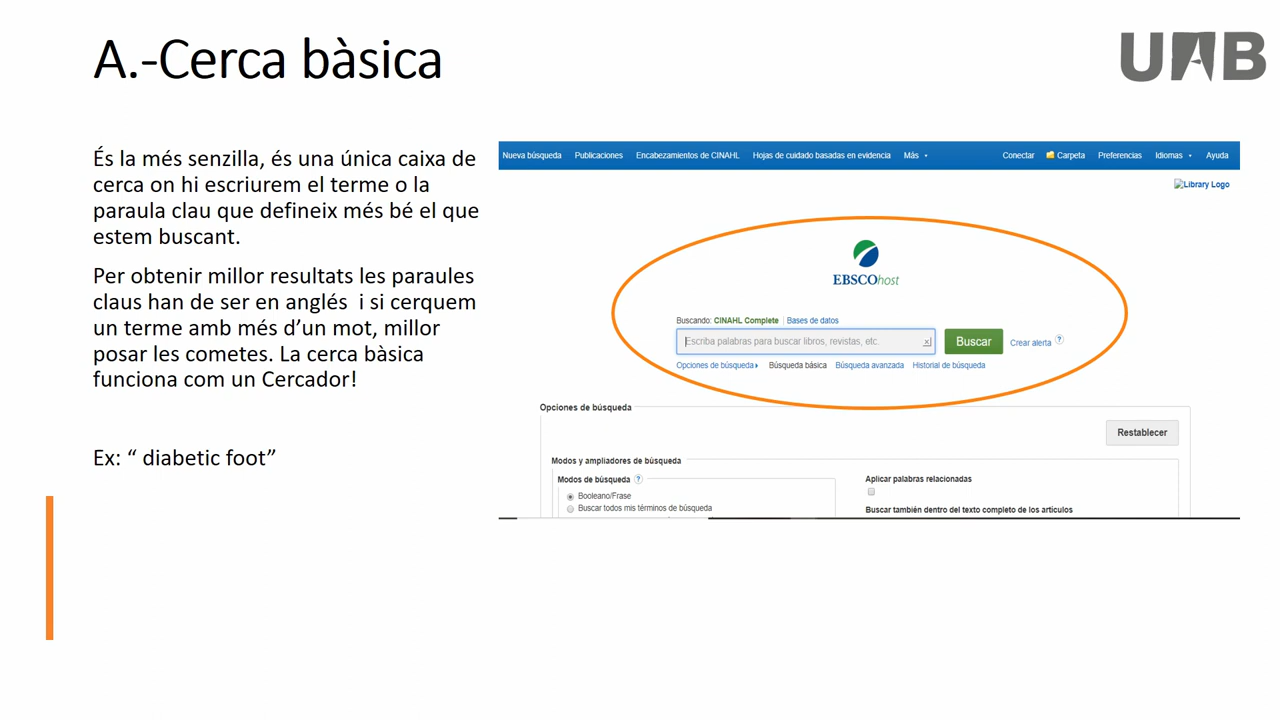 A.-Cerca bàsica
UAB
És la més senzilla, és una única caixa de
cerca on hi escriurem el terme o la
paraula clau que defineix més bé el que
estem buscant.
Per obtenir millor resultats les paraules
claus han de ser en anglés  i si cerquem
un terme amb més d’un mot, millor
posar les cometes. La cerca bàsica
funciona com un Cercador!
Ex: “ diabetic foot”
Nueva búsqueda Publicaciones Encabezamientos de CINAHL Hojas de cuidado basadas en evidencia Más Conectar Carpeta Preferencias Idiomas Ayuda
Library Logo
EBSCOhost
Buscando: CINAHL Complete | Bases de datos
Escriba palabras para buscar libros, revistas, etc. x Buscar Crear alerta ?
Opciones de búsqueda Búsqueda básica Búsqueda avanzada Historial de búsqueda
Opciones de búsqueda
Restablecer
Modos y ampliadores de búsqueda
Modos de búsqueda ? Aplicar palabras relacionadas
Booleano/Frase
Buscar todos mis términos de búsqueda Buscar también dentro del texto completo de los artículos